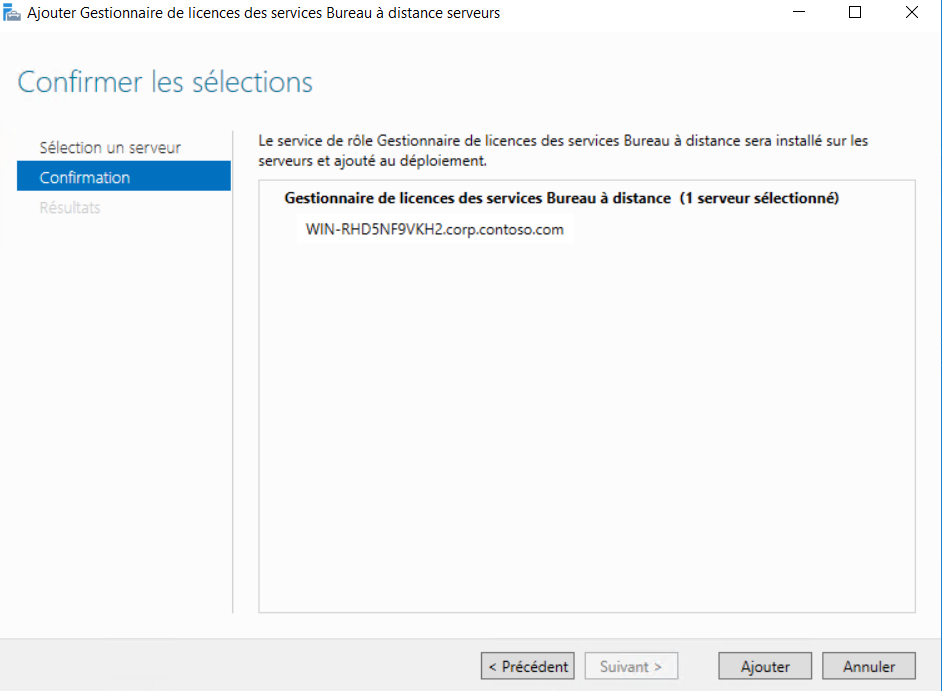 Ajouter Gestionnaire de licences des services Bureau à distance serveurs
Confirmer les sélections
Sélection un serveur
Confirmation
Résultats
Le service de rôle Gestionnaire de licences des services Bureau à distance sera installé sur les
serveurs et ajouté au déploiement.
Gestionnaire de licences des services Bureau à distance (1 serveur sélectionné)
WIN-RHD5NF9VKH2.corp.contoso.com
< Précédent
Suivant >
Ajouter
Annuler